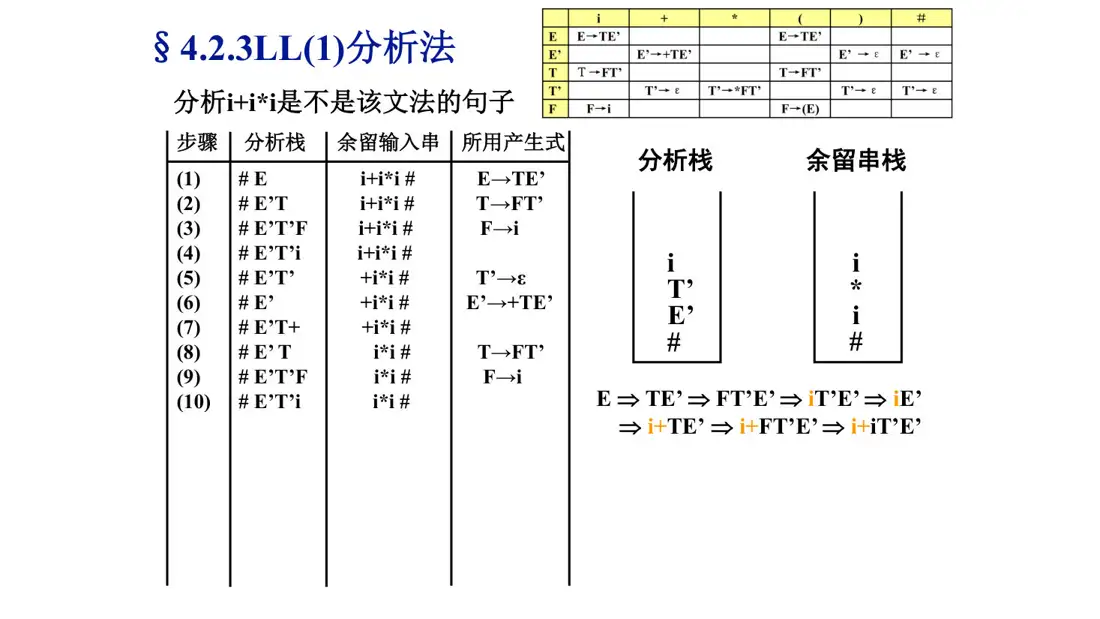 §4.2.3LL(1)分析法
i + * ( ) #
E E→TE’ E→TE’
E’ E’→+TE’ E’→ε E’→ε
T T→FT’ T→FT’
T’ T’→ε T’→*FT’ T’→ε T’→ε
F F→i F→(E)
分析i+i*i是不是该文法的句子
步骤 分析栈 余留输入串 所用产生式
(1) # E i+i*i # E→TE’
(2) # E’T i+i*i # T→FT’
(3) # E’T’F i+i*i # F→i
(4) # E’T’i i+i*i #
(5) # E’T’ +i*i # T’→ε
(6) # E’ +i*i # E’→+TE’
(7) # E’T+ +i*i #
(8) # E’ T i*i # T→FT’
(9) # E’T’F i*i # F→i
(10) # E’T’i i*i #
分析栈
i
T’
E’
#
余留串栈
i
*
i
#
E ⇒ TE’ ⇒ FT’E’ ⇒ iT’E’ ⇒ iE’
⇒ i+TE’ ⇒ i+FT’E’ ⇒ i+iT’E’